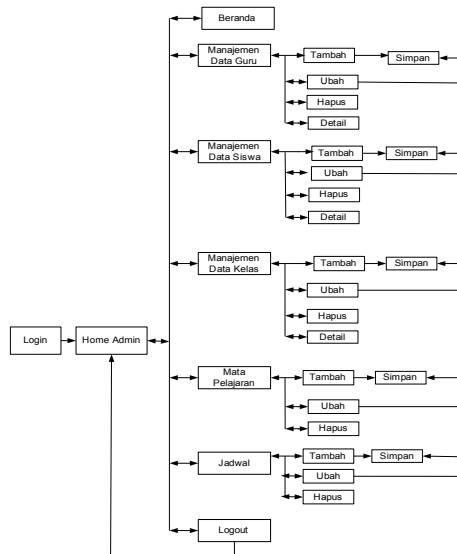 Beranda
Manajemen
Data Guru
Tambah
Simpan
Ubah
Hapus
Detail
Manajemen
Data Siswa
Tambah
Simpan
Ubah
Hapus
Detail
Manajemen
Data Kelas
Tambah
Simpan
Ubah
Hapus
Detail
Login
Home Admin
Mata
Pelajaran
Tambah
Simpan
Ubah
Hapus
Jadwal
Tambah
Simpan
Ubah
Hapus
Logout